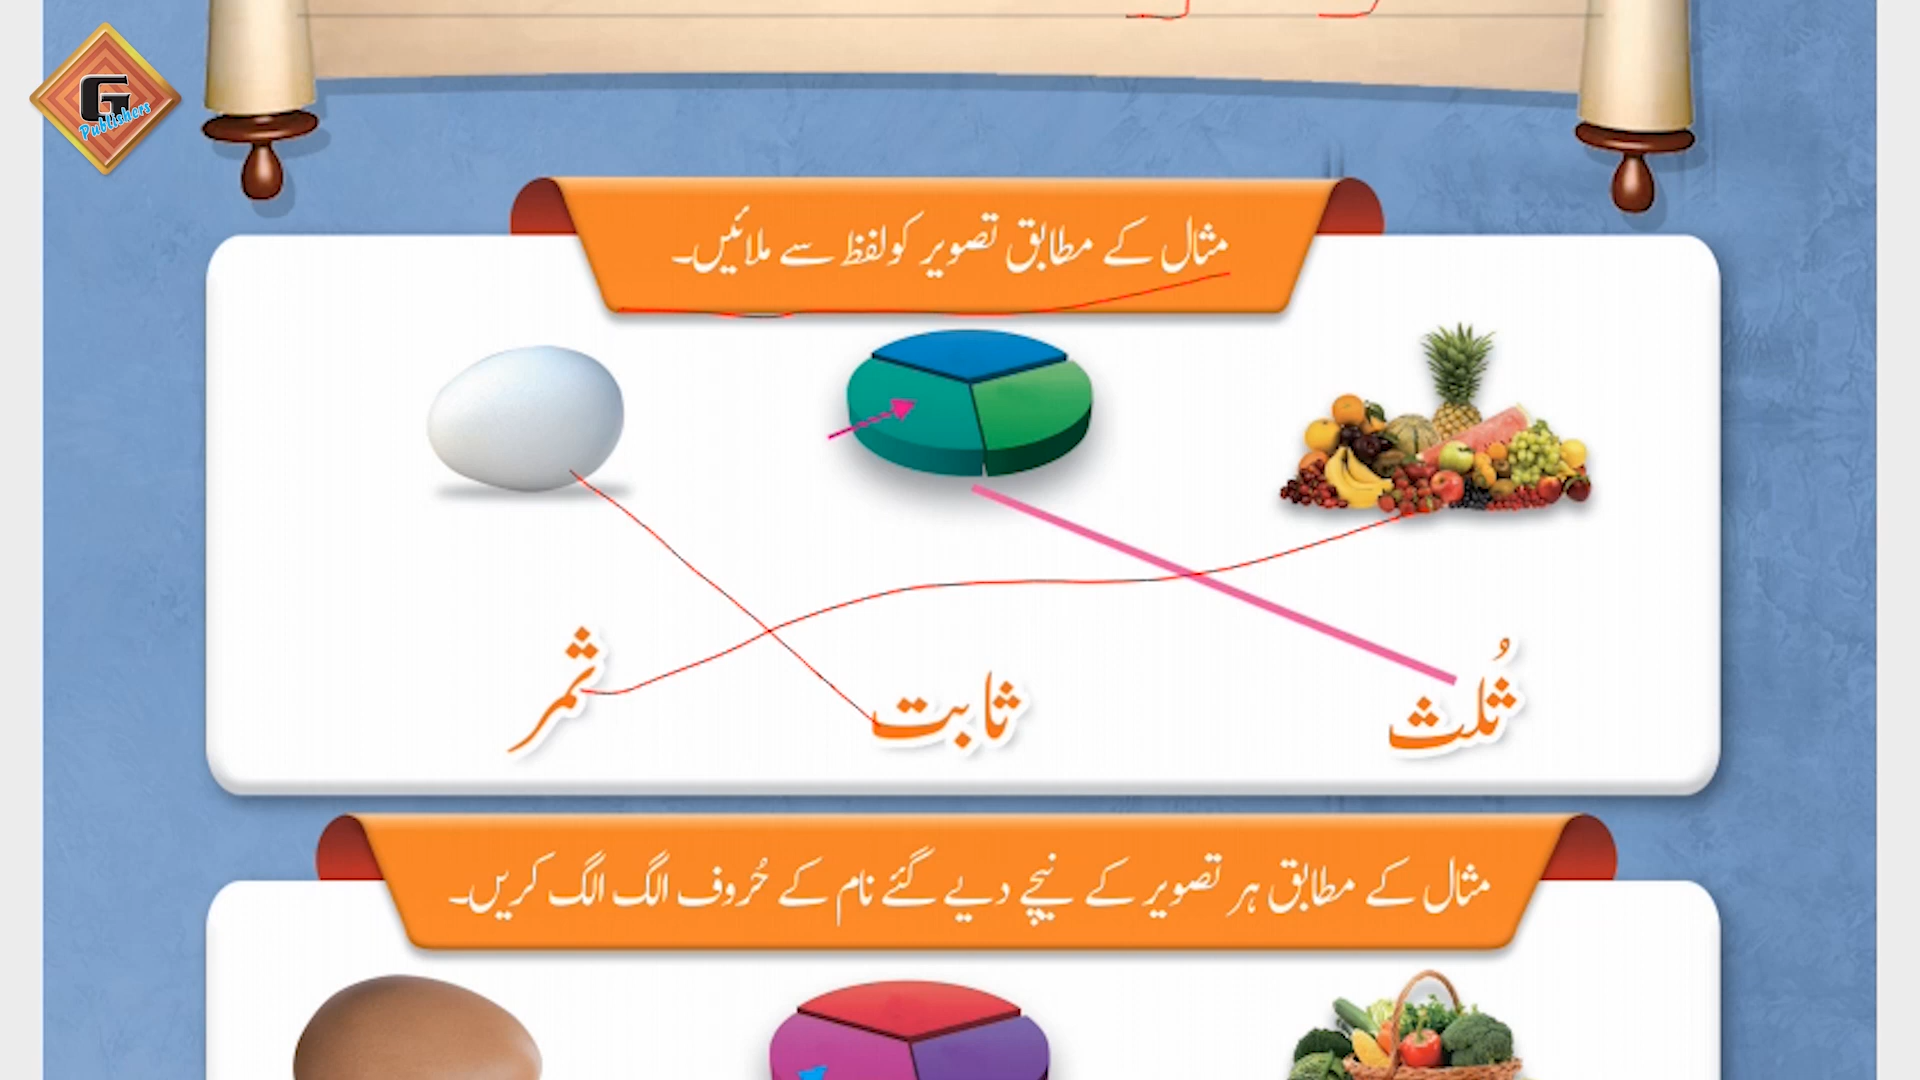 G
Publishers
مثال کے مطابق تصویر کو لفظ سے ملائیں۔
ثُلث
ثابت
ثمر
مثال کے مطابق ہر تصویر کے نیچے دیے گئے نام کے حُروف الگ الگ کریں۔